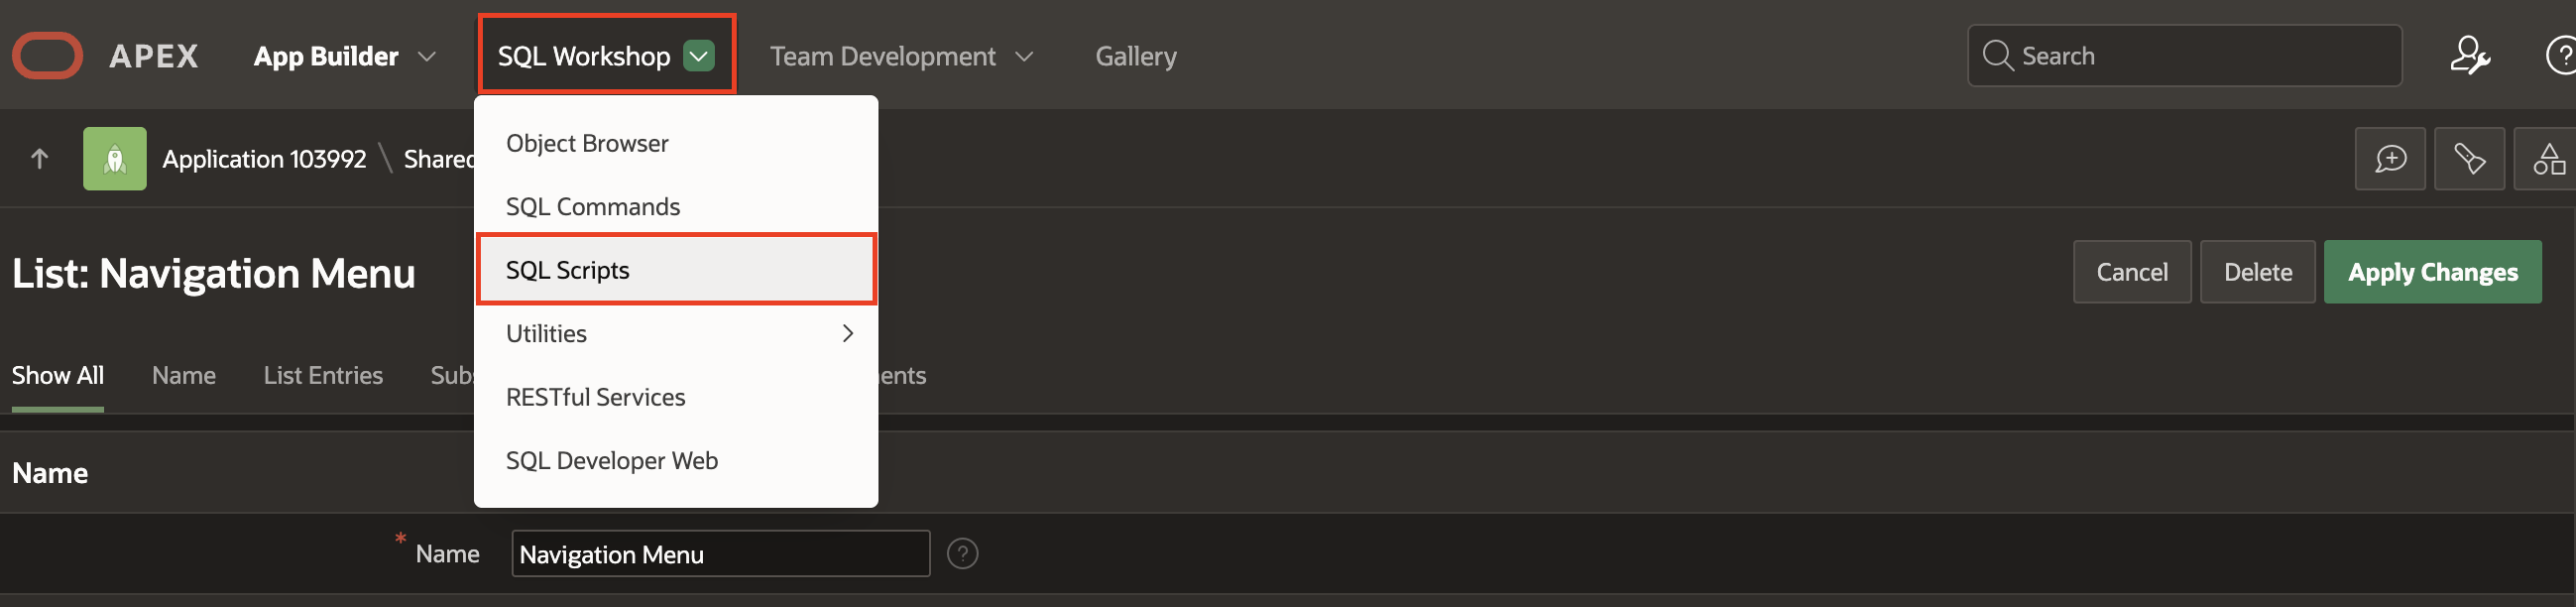 APEX App Builder SQL Workshop Team Development Gallery Search
Application 103992 \ Shared
Object Browser
SQL Commands
SQL Scripts
Utilities
RESTful Services
SQL Developer Web
List: Navigation Menu
Cancel Delete Apply Changes
Show All Name List Entries Subs ents
Name
* Name Navigation Menu ?